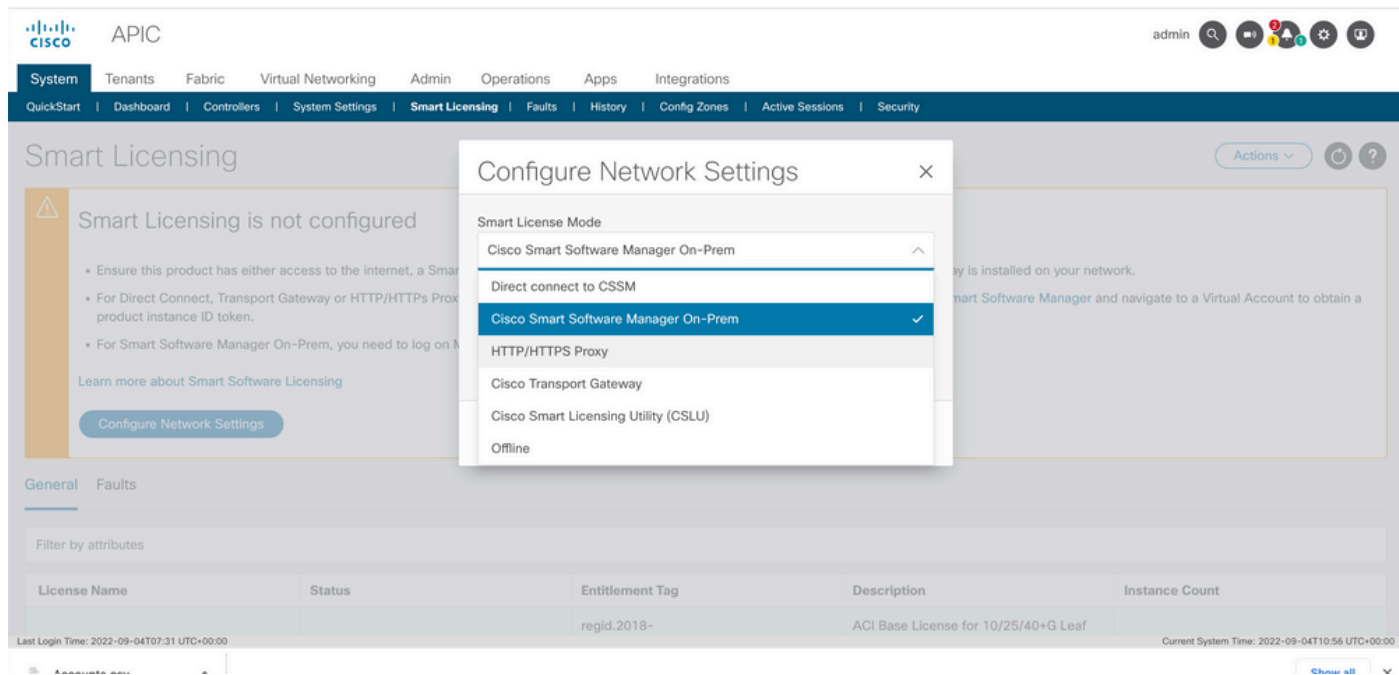 CISCO APIC admin
2
1
1
System Tenants Fabric Virtual Networking Admin Operations Apps Integrations
QuickStart | Dashboard | Controllers | System Settings | Smart Licensing | Faults | History | Config Zones | Active Sessions | Security
Smart Licensing
Actions
?
Smart Licensing is not configured
• Ensure this product has either access to the internet, a Smar
ay is installed on your network.
• For Direct Connect, Transport Gateway or HTTP/HTTPs Prox
mart Software Manager and navigate to a Virtual Account to obtain a
product instance ID token.
• For Smart Software Manager On-Prem, you need to log on
Learn more about Smart Software Licensing
Configure Network Settings
Configure Network Settings
Smart License Mode
Cisco Smart Software Manager On-Prem
Direct connect to CSSM
Cisco Smart Software Manager On-Prem
HTTP/HTTPS Proxy
Cisco Transport Gateway
Cisco Smart Licensing Utility (CSLU)
Offline
General Faults
Filter by attributes
License Name Status Entitlement Tag Description Instance Count
regid.2018- ACI Base License for 10/25/40+G Leaf
Last Login Time: 2022-09-04T07:31 UTC+00:00
Current System Time: 2022-09-04T10:56 UTC+00:00
Show all